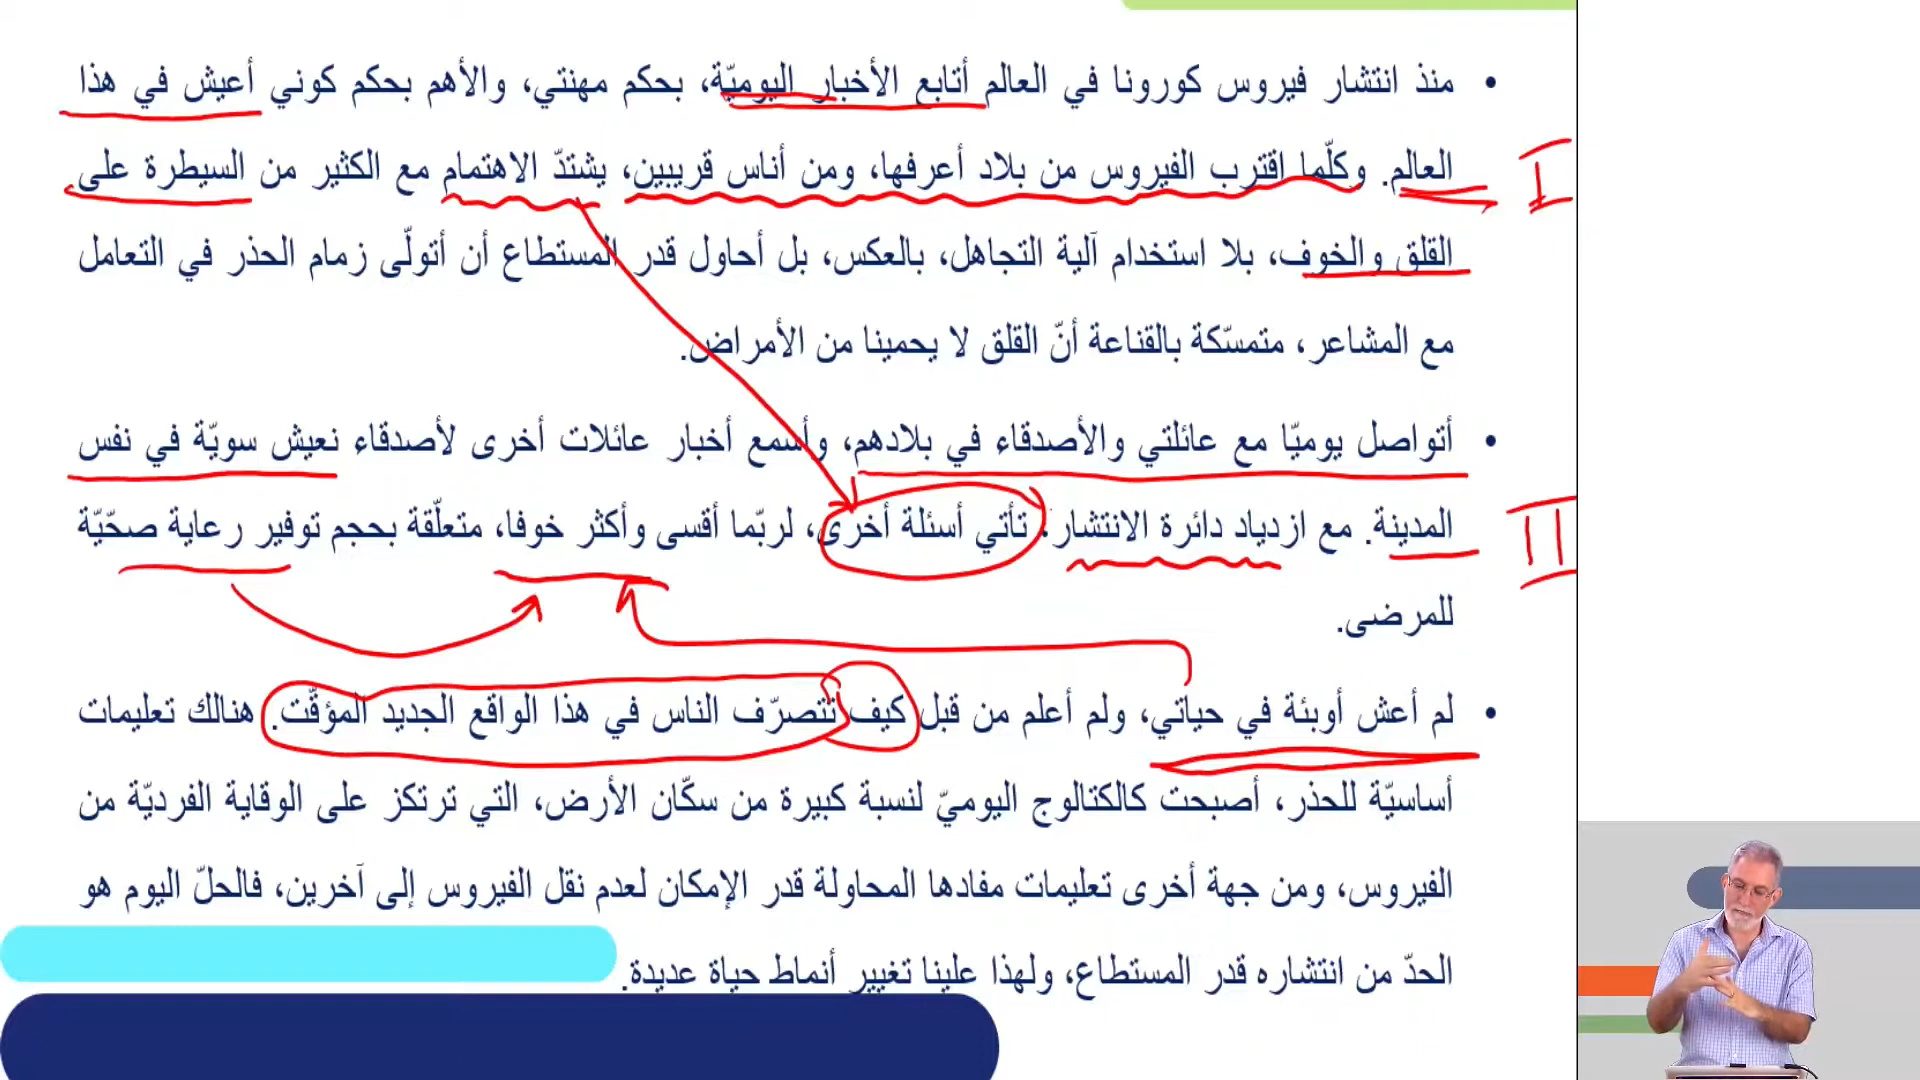 • منذ انتشار فيروس كورونا في العالم أتابع الأخبار اليوميّة، بحكم مهنتي، والأهم بحكم كوني أعيش في هذا
العالم. وكلّما اقترب الفيروس من بلاد أعرفها، ومن أناس قريبين، يشتدّ الاهتمام مع الكثير من السيطرة على
القلق والخوف، بلا استخدام آلية التجاهل، بالعكس، بل أحاول قدر المستطاع أن أتولّى زمام الحذر في التعامل
مع المشاعر، متمسّكة بالقناعة أنّ القلق لا يحمينا من الأمراض.
• أتواصل يوميّا مع عائلتي والأصدقاء في بلادهم، وأسمع أخبار عائلات أخرى لأصدقاء نعيش سويّة في نفس
المدينة. مع ازدياد دائرة الانتشار، تأتي أسئلة أخرى، لربّما أقسى وأكثر خوفا، متعلّقة بحجم توفير رعاية صحّيّة
للمرضى.
• لم أعش أوبئة في حياتي، ولم أعلم من قبل كيف تتصرّف الناس في هذا الواقع الجديد المؤقّت. هنالك تعليمات
أساسيّة للحذر، أصبحت كالكتالوج اليوميّ لنسبة كبيرة من سكّان الأرض، التي ترتكز على الوقاية الفرديّة من
الفيروس، ومن جهة أخرى تعليمات مفادها المحاولة قدر الإمكان لعدم نقل الفيروس إلى آخرين، فالحلّ اليوم هو
الحدّ من انتشاره قدر المستطاع، ولهذا علينا تغيير أنماط حياة عديدة.
I
II